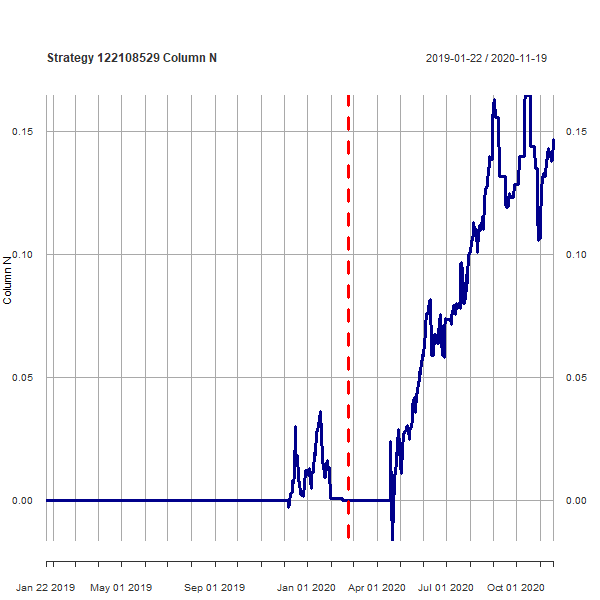 Strategy 122108529 Column N
2019-01-22 / 2020-11-19
0.15
0.15
0.10
0.10
Column N
0.05
0.05
0.00
0.00
Jan 22 2019
May 01 2019
Sep 01 2019
Jan 01 2020
Apr 01 2020
Jul 01 2020
Oct 01 2020